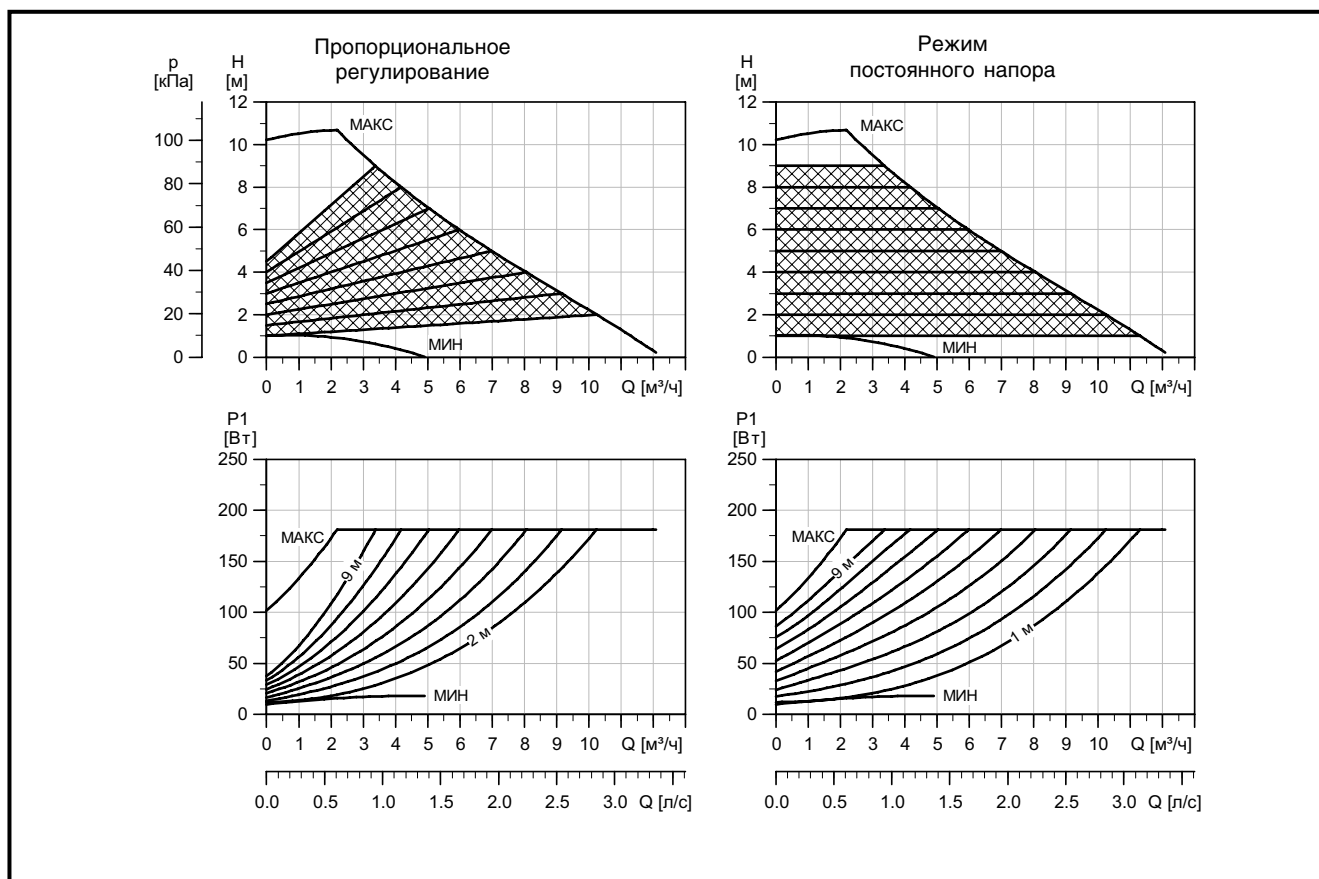 Пропорциональное
регулирование
Режим
постоянного напора
p
[кПа]
H
[м]
H
[м]
12
10
8
6
4
2
0
100
80
60
40
20
0
МАКС
МИН
0 1 2 3 4 5 6 7 8 9 10 Q [м³/ч]
12
10
8
6
4
2
0
МАКС
МИН
0 1 2 3 4 5 6 7 8 9 10 Q [м³/ч]
P1
[Вт]
250
200
150
100
50
0
МАКС
9 м
2 м
МИН
0 1 2 3 4 5 6 7 8 9 10 Q [м³/ч]
0.0 0.5 1.0 1.5 2.0 2.5 3.0 Q [л/с]
P1
[Вт]
250
200
150
100
50
0
МАКС
9 м
1 м
МИН
0 1 2 3 4 5 6 7 8 9 10 Q [м³/ч]
0.0 0.5 1.0 1.5 2.0 2.5 3.0 Q [л/с]